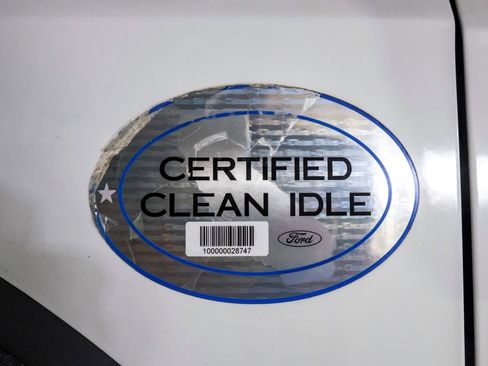 CERTIFIED
CLEAN IDLE
100000028747
Ford